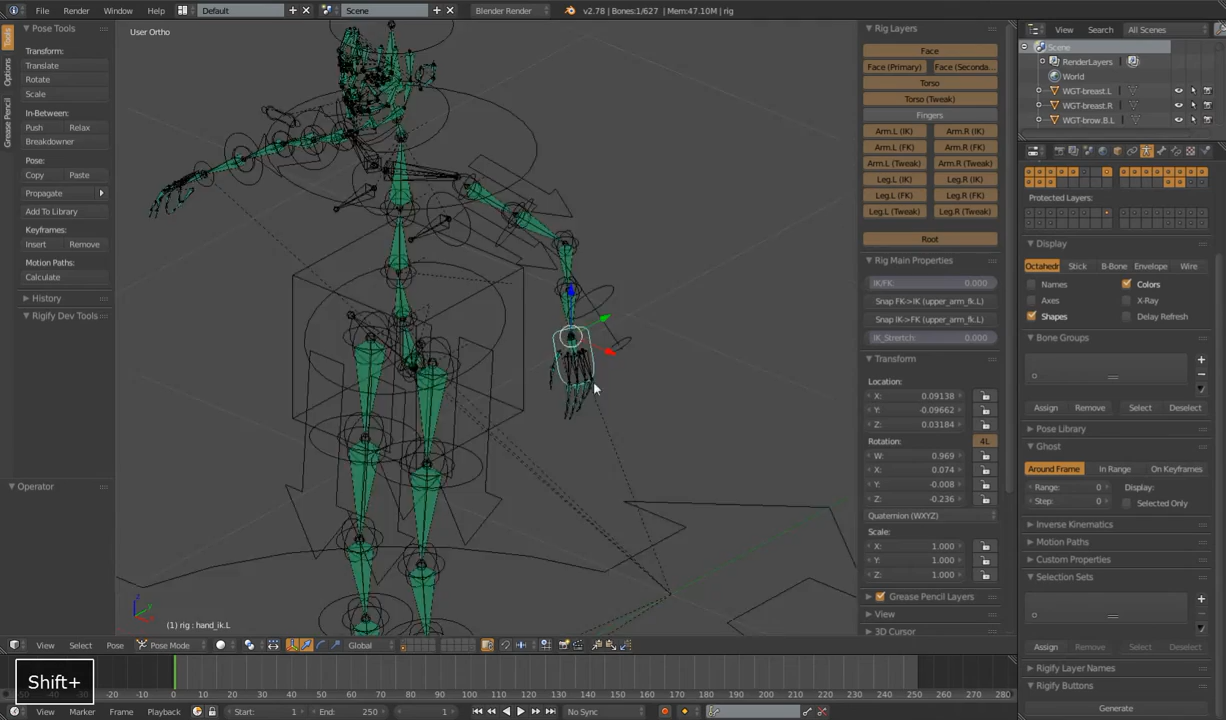 File Render Window Help Default Scene Blender Render v2.78 | Bones:1/627 | Mem:47.10M | rig
Tools
Options
Grease Pencil
Pose Tools
Transform:
Translate
Rotate
Scale
In-Between:
Push Relax
Breakdowner
Pose:
Copy Paste
Propagate
Add To Library
Keyframes:
Insert Remove
Motion Paths:
Calculate
History
Rigify Dev Tools
Operator
User Ortho
(1) rig : hand_ik.L
Rig Layers
Face
Face (Primary) Face (Seconda...
Torso
Torso (Tweak)
Fingers
Arm.L (IK) Arm.R (IK)
Arm.L (FK) Arm.R (FK)
Arm.L (Tweak) Arm.R (Tweak)
Leg.L (IK) Leg.R (IK)
Leg.L (FK) Leg.R (FK)
Leg.L (Tweak) Leg.R (Tweak)
Root
Rig Main Properties
IK/FK: 0.000
Snap FK->IK (upper_arm_fk.L)
Snap IK->FK (upper_arm_fk.L)
IK_Stretch: 0.000
Transform
Location:
X: 0.09138
Y: -0.09662
Z: 0.03184
Rotation: 4L
W: 0.969
X: 0.074
Y: -0.008
Z: -0.236
Quaternion (WXYZ)
Scale:
X: 1.000
Y: 1.000
Z: 1.000
Grease Pencil Layers
View
3D Cursor
View Search All Scenes
Scene
RenderLayers
World
WGT-breast.L
WGT-breast.R
WGT-brow.B.L
Protected Layers:
Display
Octahedr Stick B-Bone Envelope Wire
Names Colors
Axes X-Ray
Shapes Delay Refresh
Bone Groups
Assign Remove Select Deselect
Pose Library
Ghost
Around Frame In Range On Keyframes
Range: 0 Display:
Step: 0 Selected Only
Inverse Kinematics
Motion Paths
Custom Properties
Selection Sets
Assign Remove Select Deselect
Rigify Layer Names
Rigify Buttons
Generate
View Select Pose Pose Mode Global
Shift+
-50 -40 -30 -20 -10 0 10 20 30 40 50 60 70 80 90 100 110 120 130 140 150 160 170 180 190 200 210 220 230 240 250 260 270 280
View Marker Frame Playback Start: 1 End: 250 1 No Sync